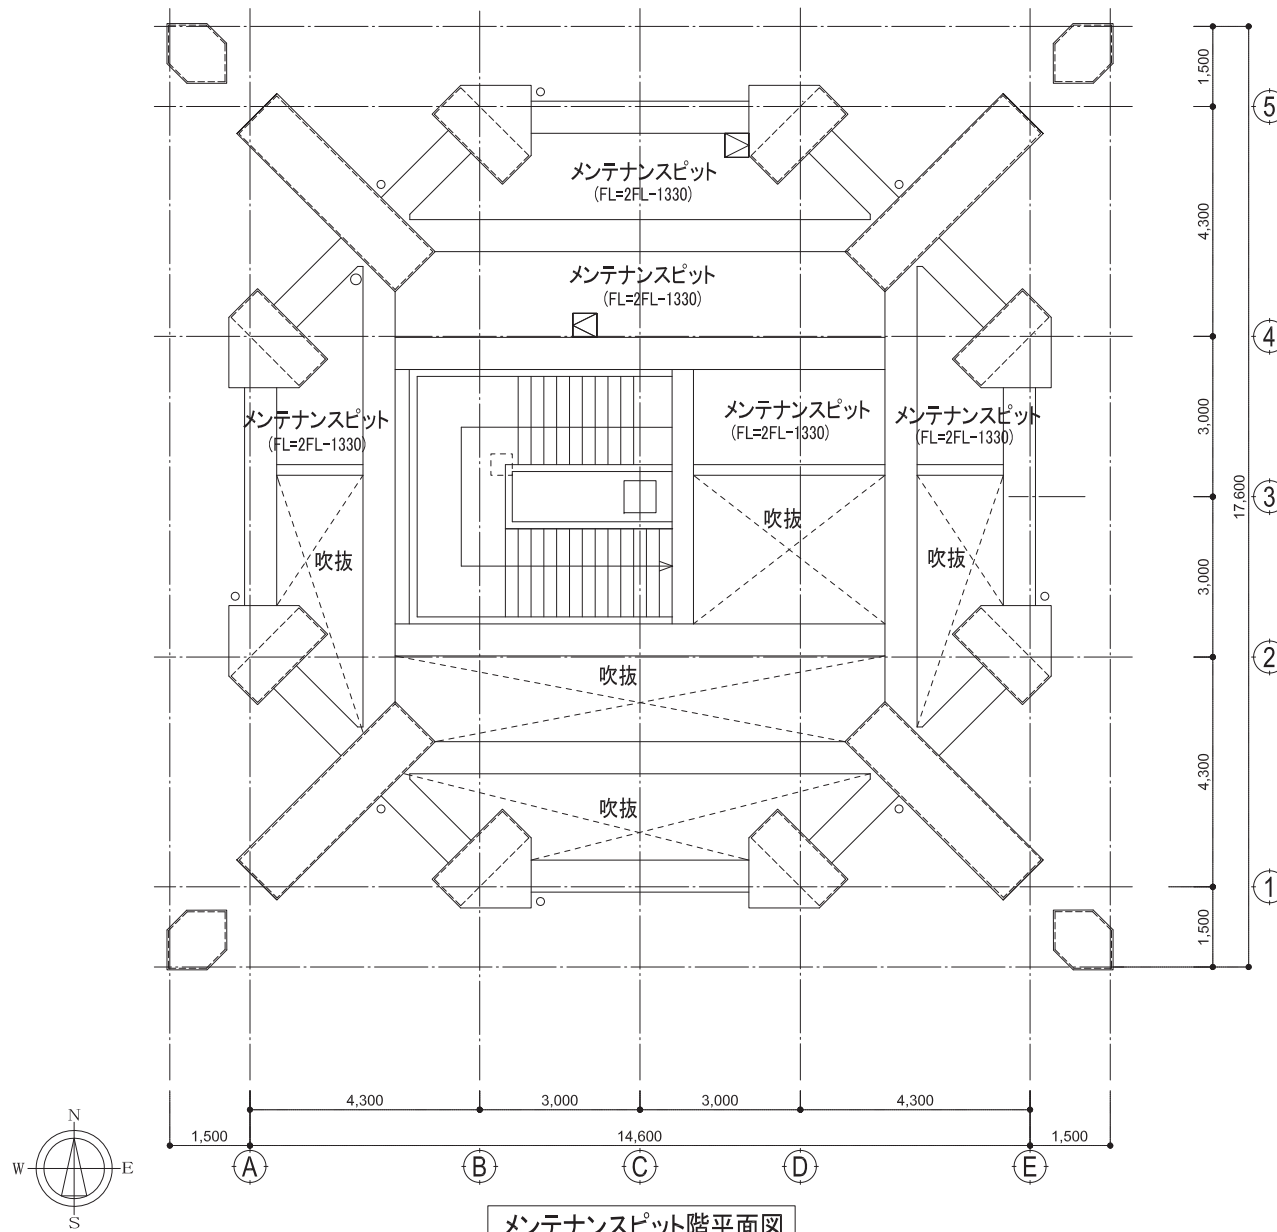 1,500
5
メンテナンスピット
(FL=2FL-1330)
4,300
メンテナンスピット
(FL=2FL-1330)
4
メンテナンスピット
(FL=2FL-1330)
メンテナンスピット
(FL=2FL-1330)
メンテナンスピット
(FL=2FL-1330)
3,000
17,600
3
吹抜
吹抜
吹抜
3,000
2
吹抜
4,300
吹抜
1
1,500
4,300
3,000
3,000
4,300
1,500
14,600
1,500
A
B
C
D
E
N
W
E
S
メンテナンスピット階平面図